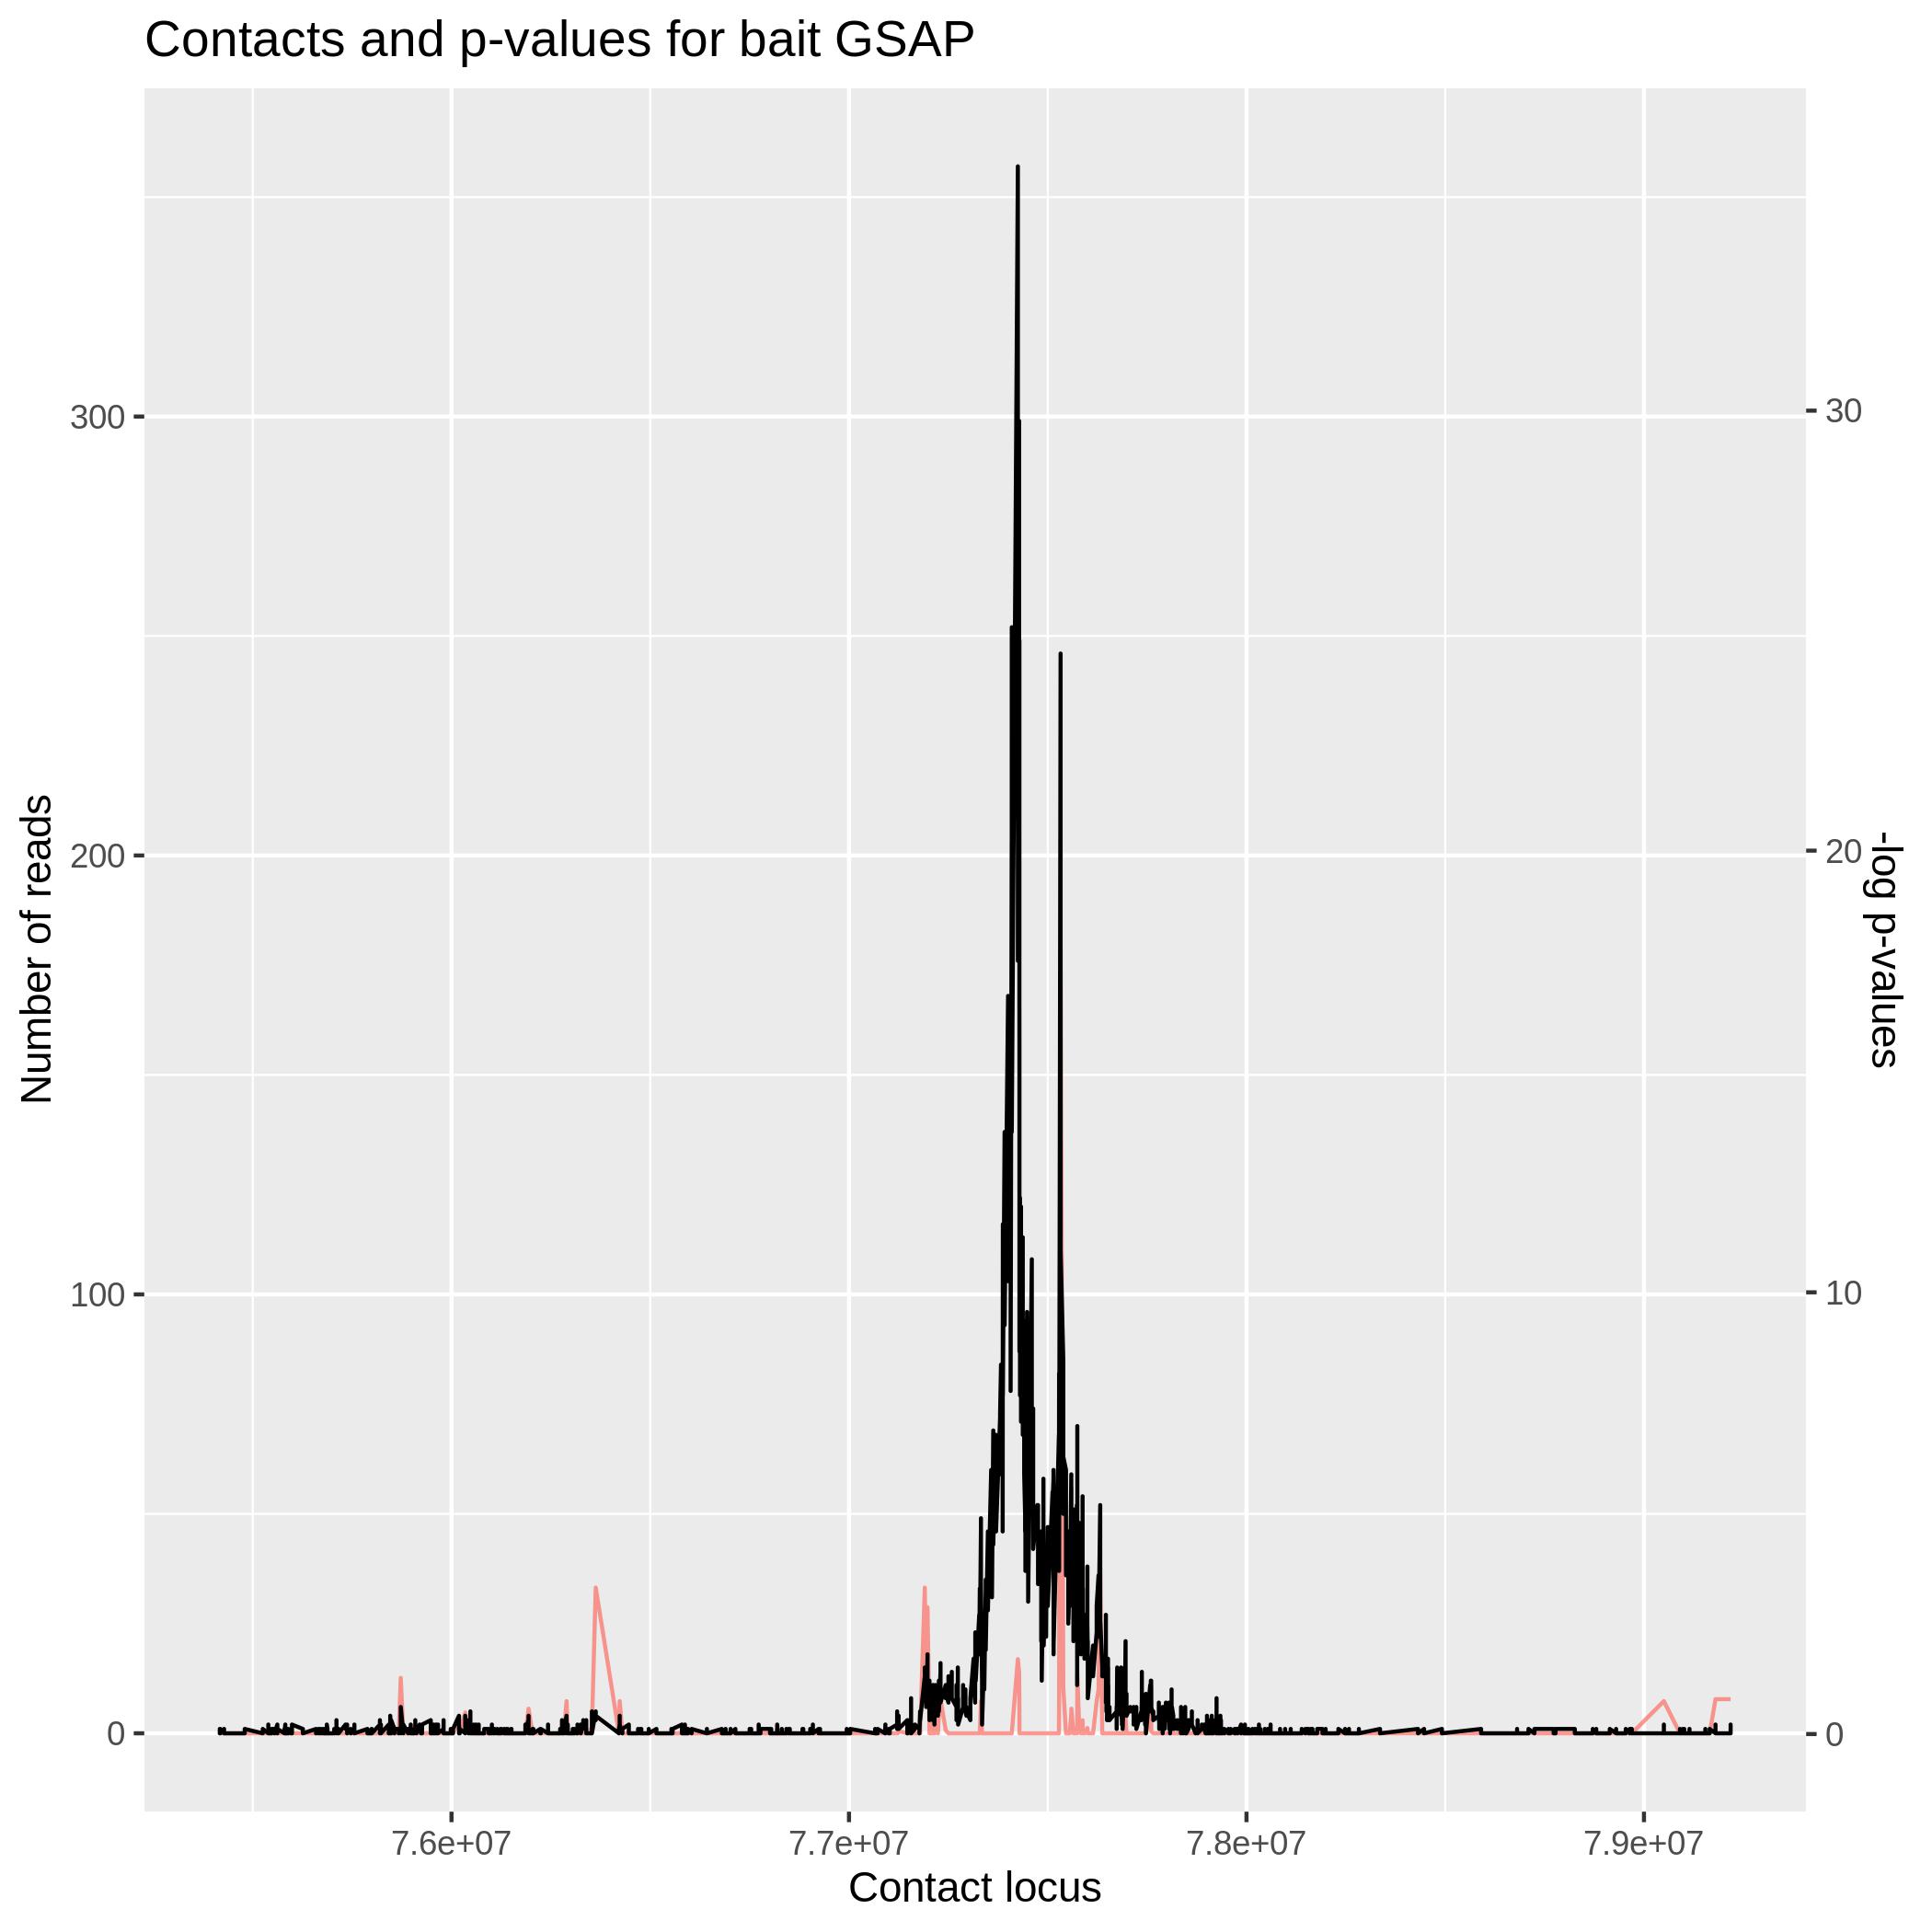 Contacts and p-values for bait GSAP
Number of reads
300
200
100
0
30
20
10
0
-log p-values
7.6e+07 7.7e+07 7.8e+07 7.9e+07
Contact locus